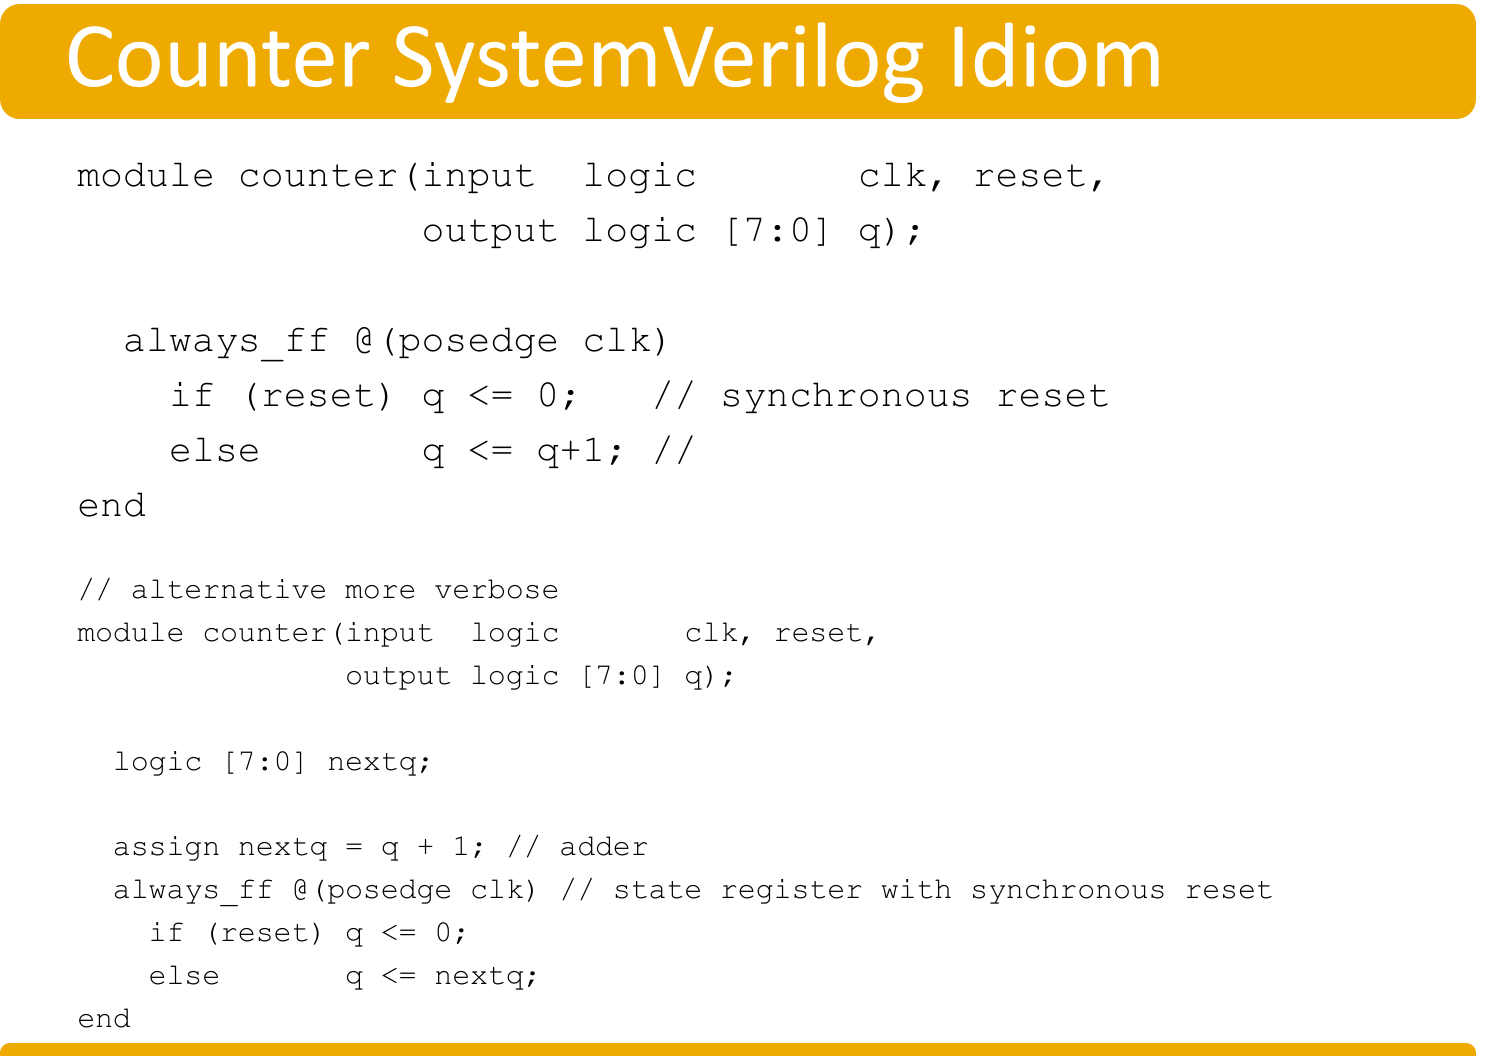 Counter SystemVerilog Idiom
module counter(input  logic       clk, reset,
               output logic [7:0] q);
  always_ff @(posedge clk)
    if (reset) q <= 0;   // synchronous reset
    else       q <= q+1; //
end
// alternative more verbose
module counter(input  logic       clk, reset,
               output logic [7:0] q);
  logic [7:0] nextq;
  assign nextq = q + 1; // adder
  always_ff @(posedge clk) // state register with synchronous reset
    if (reset) q <= 0;
    else       q <= nextq;
end